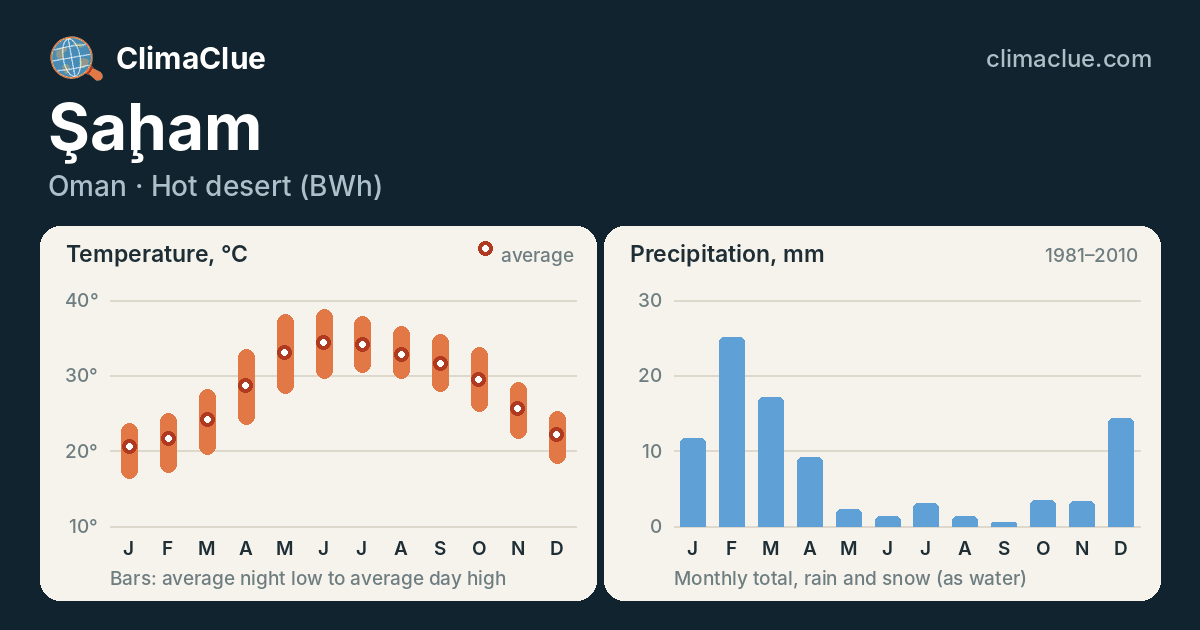 ClimaClue
climaclue.com
Şaḩam
Oman · Hot desert (BWh)
Temperature, °C
average
40°
30°
20°
10°
J F M A M J J A S O N D
Bars: average night low to average day high
Precipitation, mm
1981–2010
30
20
10
0
J F M A M J J A S O N D
Monthly total, rain and snow (as water)